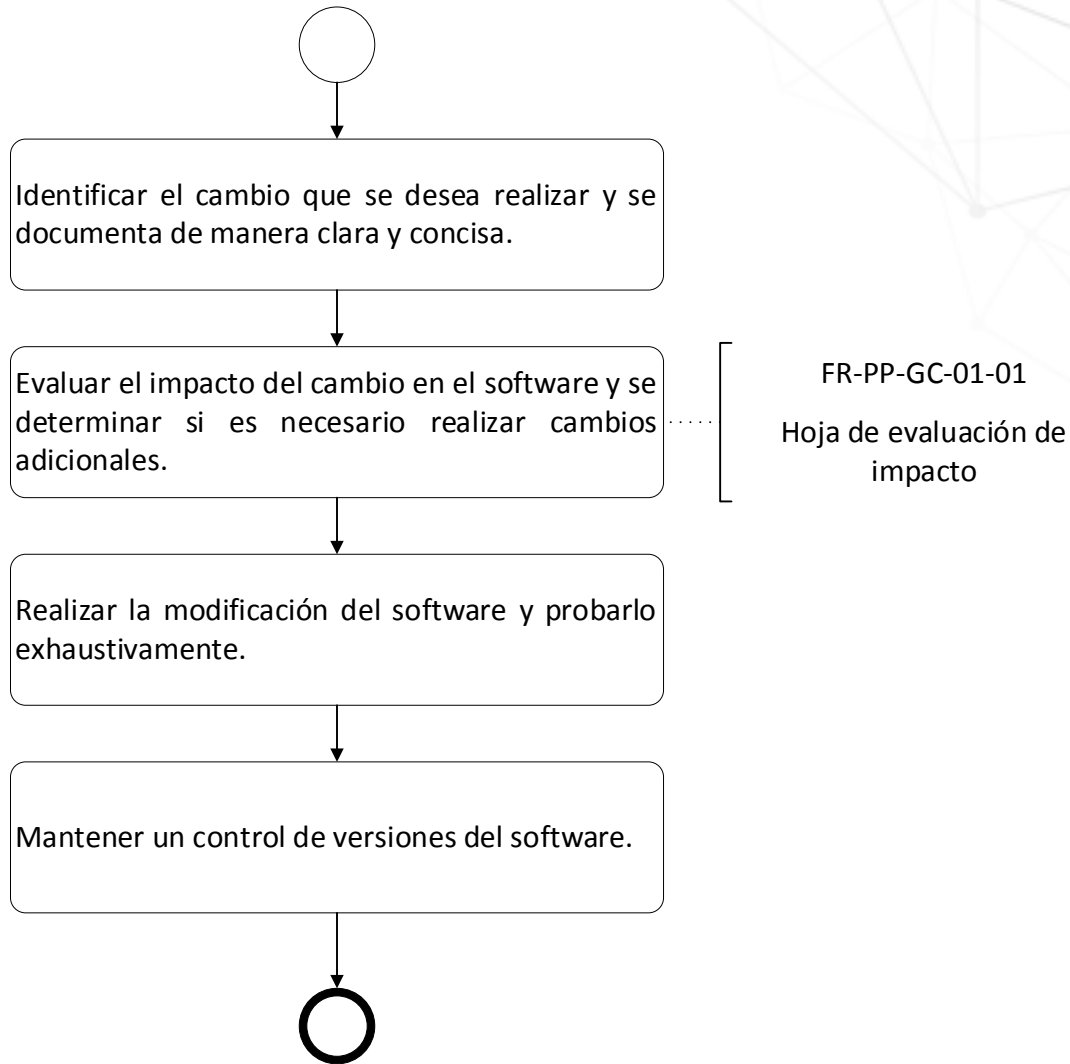 Identificar el cambio que se desea realizar y se
documenta de manera clara y concisa.
Evaluar el impacto del cambio en el software y se
determinar si es necesario realizar cambios
adicionales.
FR-PP-GC-01-01
Hoja de evaluación de
impacto
Realizar la modificación del software y probarlo
exhaustivamente.
Mantener un control de versiones del software.